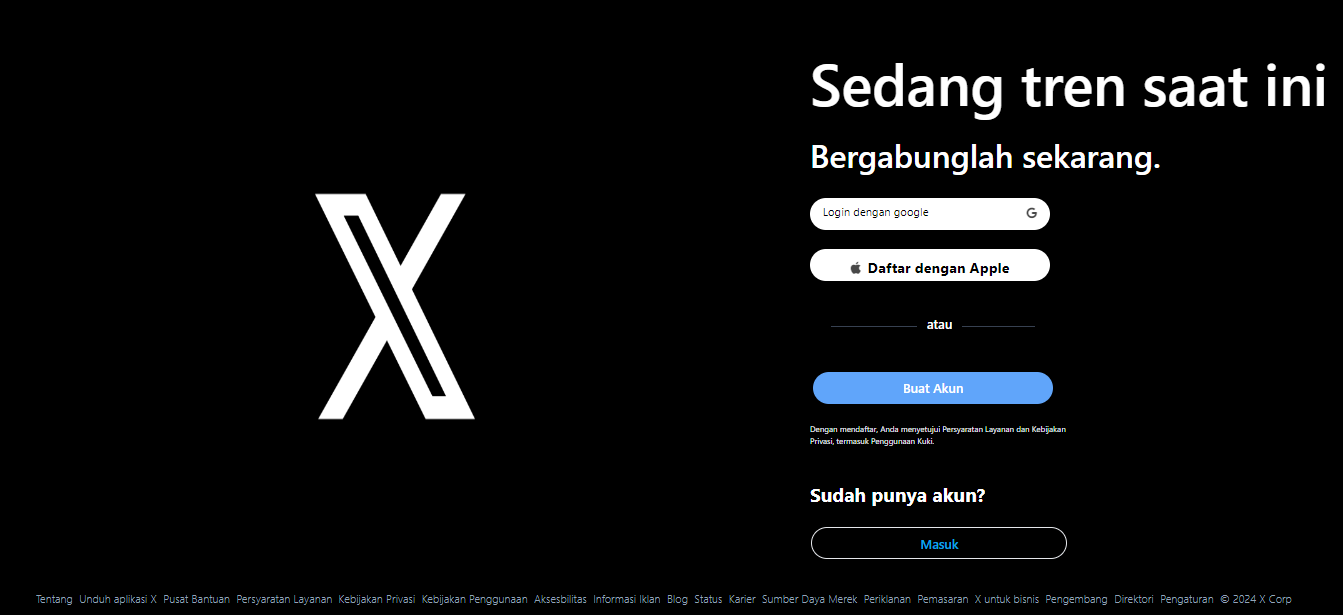 Sedang tren saat ini
Bergabunglah sekarang.
Login dengan google G
Daftar dengan Apple
atau
Buat Akun
Dengan mendaftar, Anda menyetujui Persyaratan Layanan dan Kebijakan
Privasi, termasuk Penggunaan Kuki.
Sudah punya akun?
Masuk
Tentang Unduh aplikasi X Pusat Bantuan Persyaratan Layanan Kebijakan Privasi Kebijakan Penggunaan Aksesbilitas Informasi Iklan Blog Status Karier Sumber Daya Merek Periklanan Pemasaran X untuk bisnis Pengembang Direktori Pengaturan © 2024 X Corp